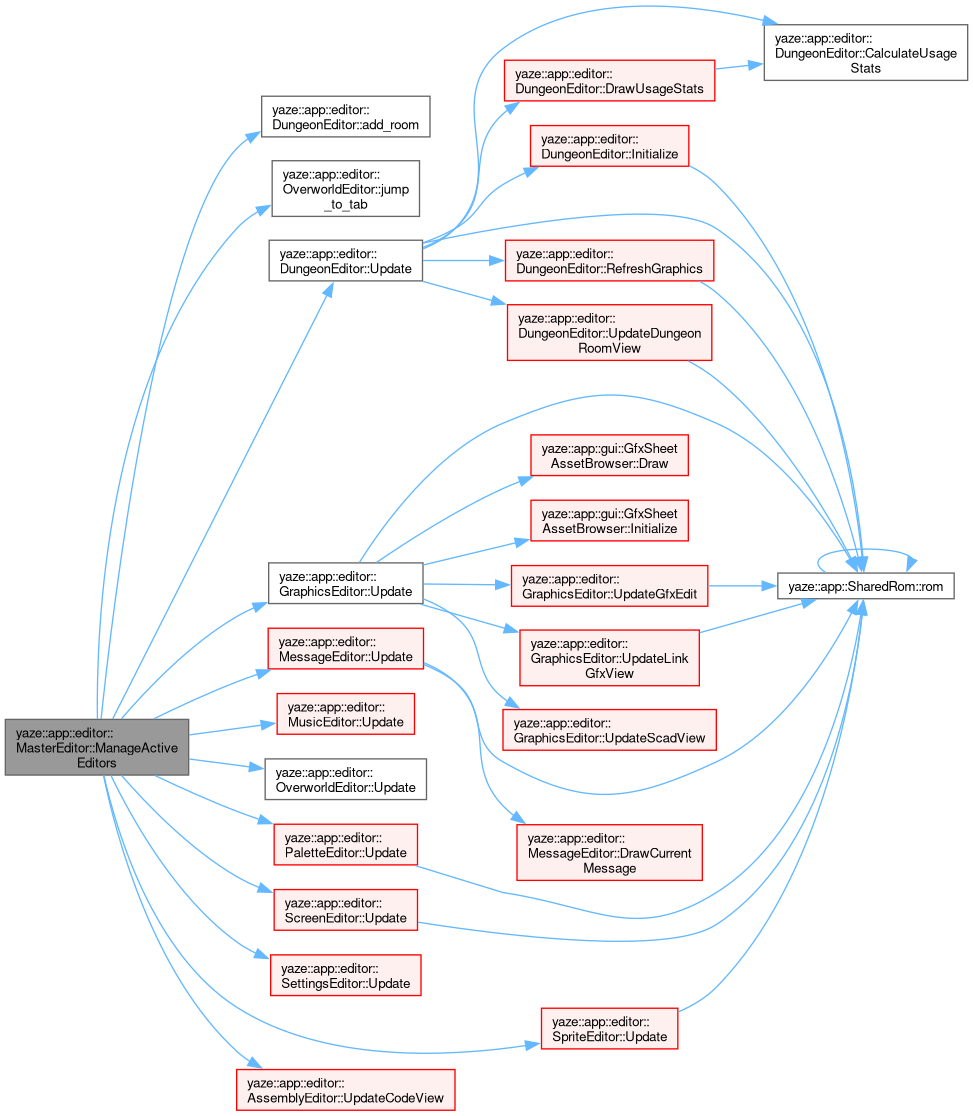 yaze::app::editor::
DungeonEditor::CalculateUsage
Stats
yaze::app::editor::
DungeonEditor::DrawUsageStats
yaze::app::editor::
DungeonEditor::add_room
yaze::app::editor::
DungeonEditor::Initialize
yaze::app::editor::
OverworldEditor::jump
_to_tab
yaze::app::editor::
DungeonEditor::Update
yaze::app::editor::
DungeonEditor::RefreshGraphics
yaze::app::editor::
DungeonEditor::UpdateDungeon
RoomView
yaze::app::gui::GfxSheet
AssetBrowser::Draw
yaze::app::gui::GfxSheet
AssetBrowser::Initialize
yaze::app::editor::
GraphicsEditor::Update
yaze::app::editor::
GraphicsEditor::UpdateGfxEdit
yaze::app::SharedRom::rom
yaze::app::editor::
MessageEditor::Update
yaze::app::editor::
GraphicsEditor::UpdateLink
GfxView
yaze::app::editor::
MusicEditor::Update
yaze::app::editor::
GraphicsEditor::UpdateScadView
yaze::app::editor::
MasterEditor::ManageActive
Editors
yaze::app::editor::
OverworldEditor::Update
yaze::app::editor::
PaletteEditor::Update
yaze::app::editor::
MessageEditor::DrawCurrent
Message
yaze::app::editor::
ScreenEditor::Update
yaze::app::editor::
SettingsEditor::Update
yaze::app::editor::
SpriteEditor::Update
yaze::app::editor::
AssemblyEditor::UpdateCodeView